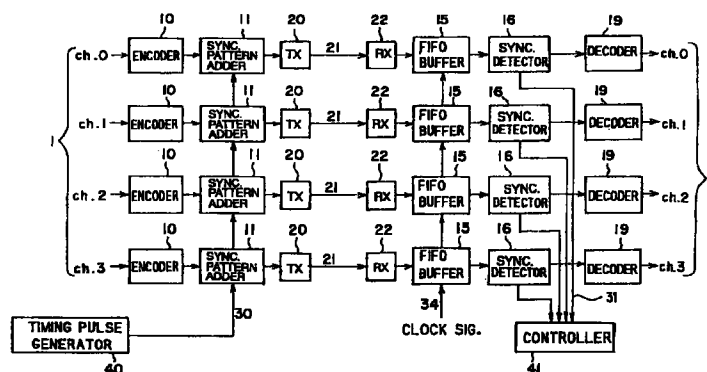 10 11 20 22 15 16 19
ch.0 ENCODER SYNC. PATTERN ADDER TX 21 RX FIFO BUFFER SYNC. DETECTOR DECODER ch.0
10 11 20 22 15 16 19
ch.1 ENCODER SYNC. PATTERN ADDER TX 21 RX FIFO BUFFER SYNC. DETECTOR DECODER ch.1
1
10 11 20 22 15 16 19
ch.2 ENCODER SYNC. PATTERN ADDER TX 21 RX FIFO BUFFER SYNC. DETECTOR DECODER ch.2
10 11 20 22 15 16 19
ch.3 ENCODER SYNC. PATTERN ADDER TX 21 RX FIFO BUFFER SYNC. DETECTOR DECODER ch.3
30 34 31
TIMING PULSE GENERATOR CLOCK SIG. CONTROLLER
40 41